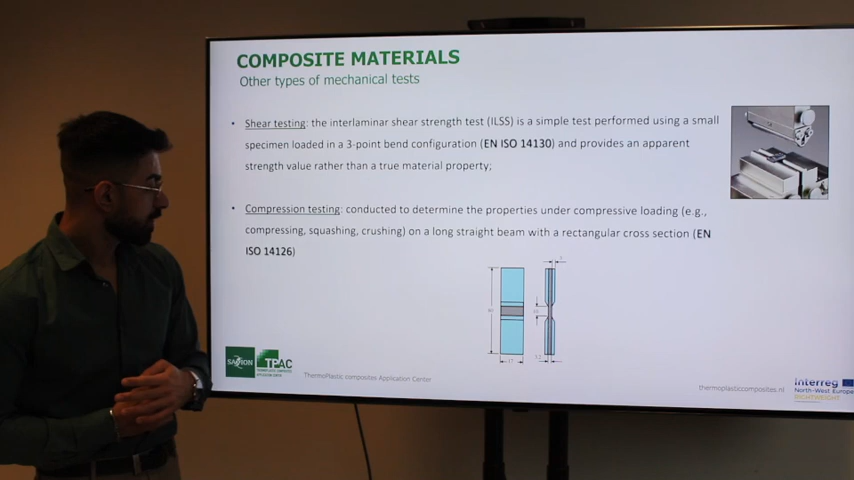 COMPOSITE MATERIALS
Other types of mechanical tests
• Shear testing: the interlaminar shear strength test (ILSS) is a simple test performed using a small
specimen loaded in a 3-point bend configuration (EN ISO 14130) and provides an apparent
strength value rather than a true material property;
• Compression testing: conducted to determine the properties under compressive loading (e.g.,
compressing, squashing, crushing) on a long straight beam with a rectangular cross section (EN
ISO 14126)
SAXION
TPAC
ThermoPlastic composites Application Center
thermoplasticcomposites.nl
Interreg
North-West Europe